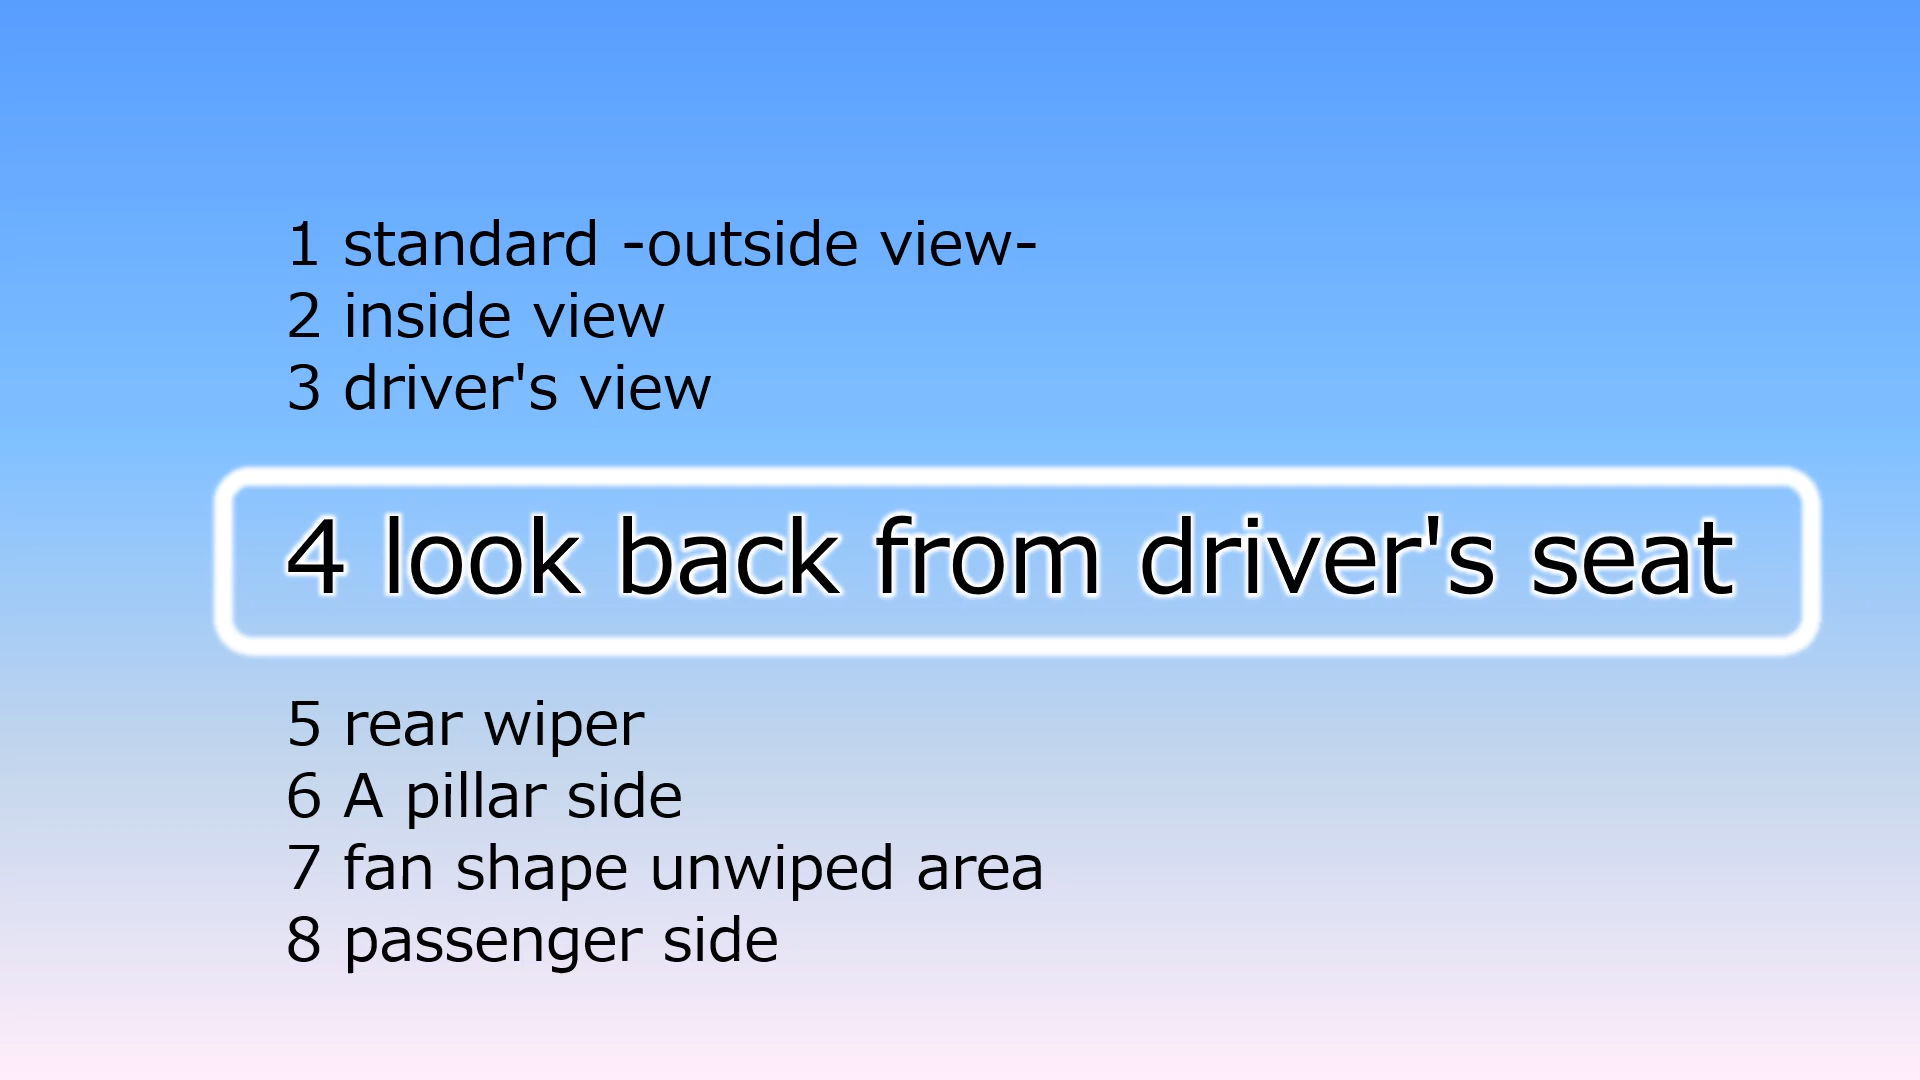 1 standard -outside view-
2 inside view
3 driver's view
4 look back from driver's seat
5 rear wiper
6 A pillar side
7 fan shape unwiped area
8 passenger side